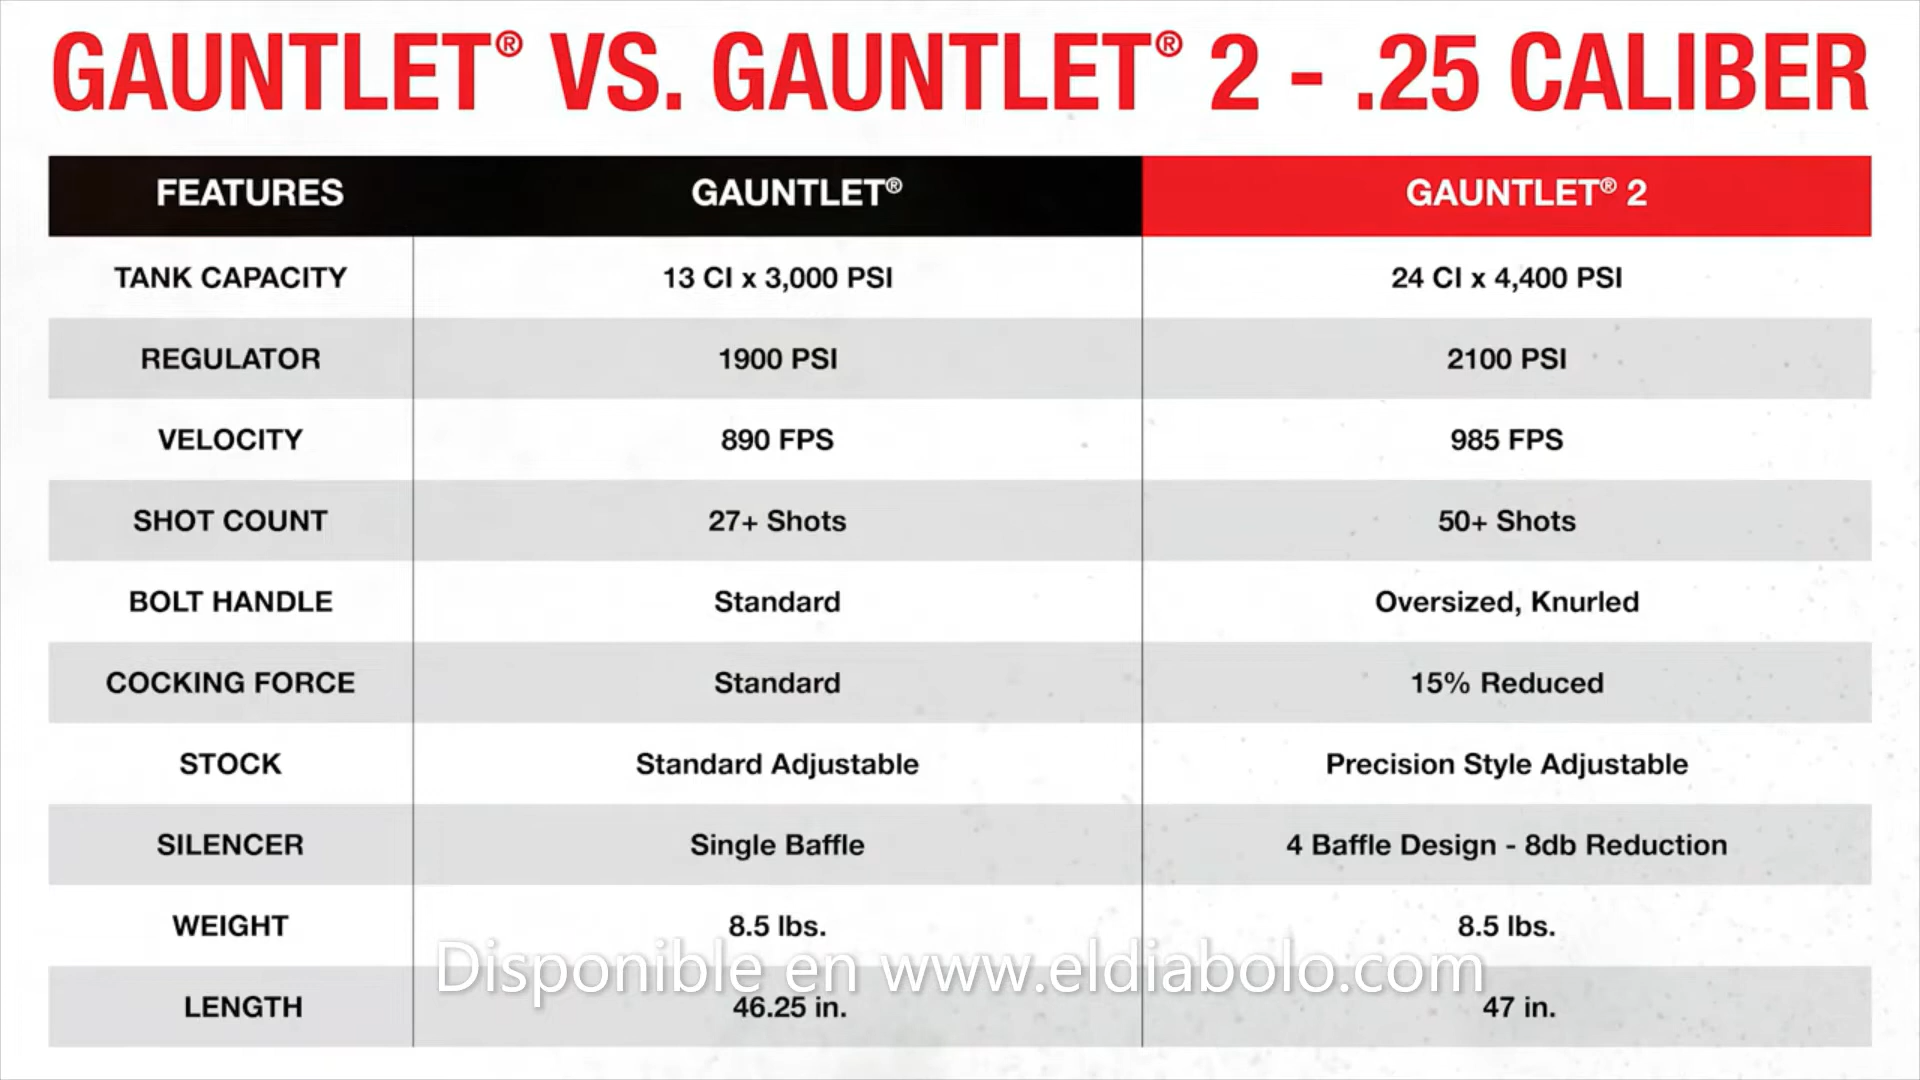 GAUNTLET® VS. GAUNTLET® 2 - .25 CALIBER
FEATURES GAUNTLET® GAUNTLET® 2
TANK CAPACITY 13 CI x 3,000 PSI 24 CI x 4,400 PSI
REGULATOR 1900 PSI 2100 PSI
VELOCITY 890 FPS 985 FPS
SHOT COUNT 27+ Shots 50+ Shots
BOLT HANDLE Standard Oversized, Knurled
COCKING FORCE Standard 15% Reduced
STOCK Standard Adjustable Precision Style Adjustable
SILENCER Single Baffle 4 Baffle Design - 8db Reduction
WEIGHT 8.5 lbs. 8.5 lbs.
Disponible en www.eldiabolo.com
LENGTH 46.25 in. 47 in.